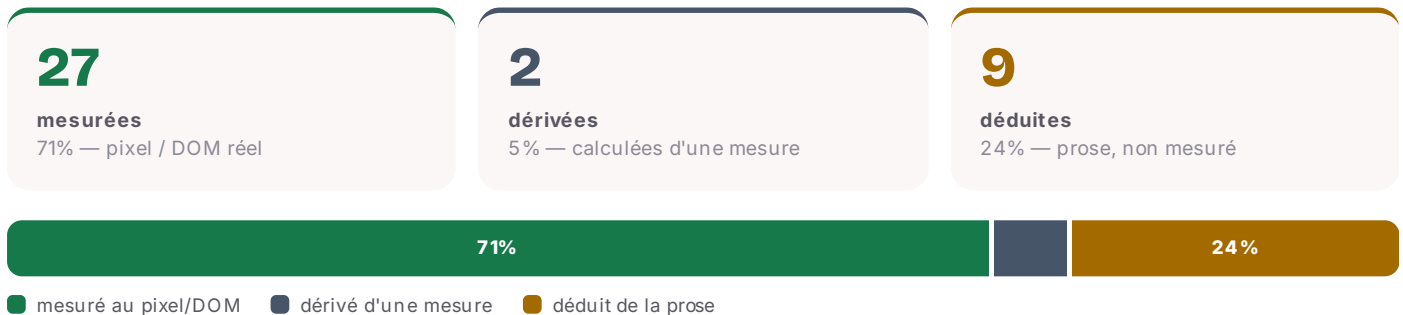 27
mesurées
71% — pixel / DOM réel
2
dérivées
5% — calculées d'une mesure
9
déduites
24% — prose, non mesuré
71%
24%
mesuré au pixel/DOM
dérivé d'une mesure
déduit de la prose